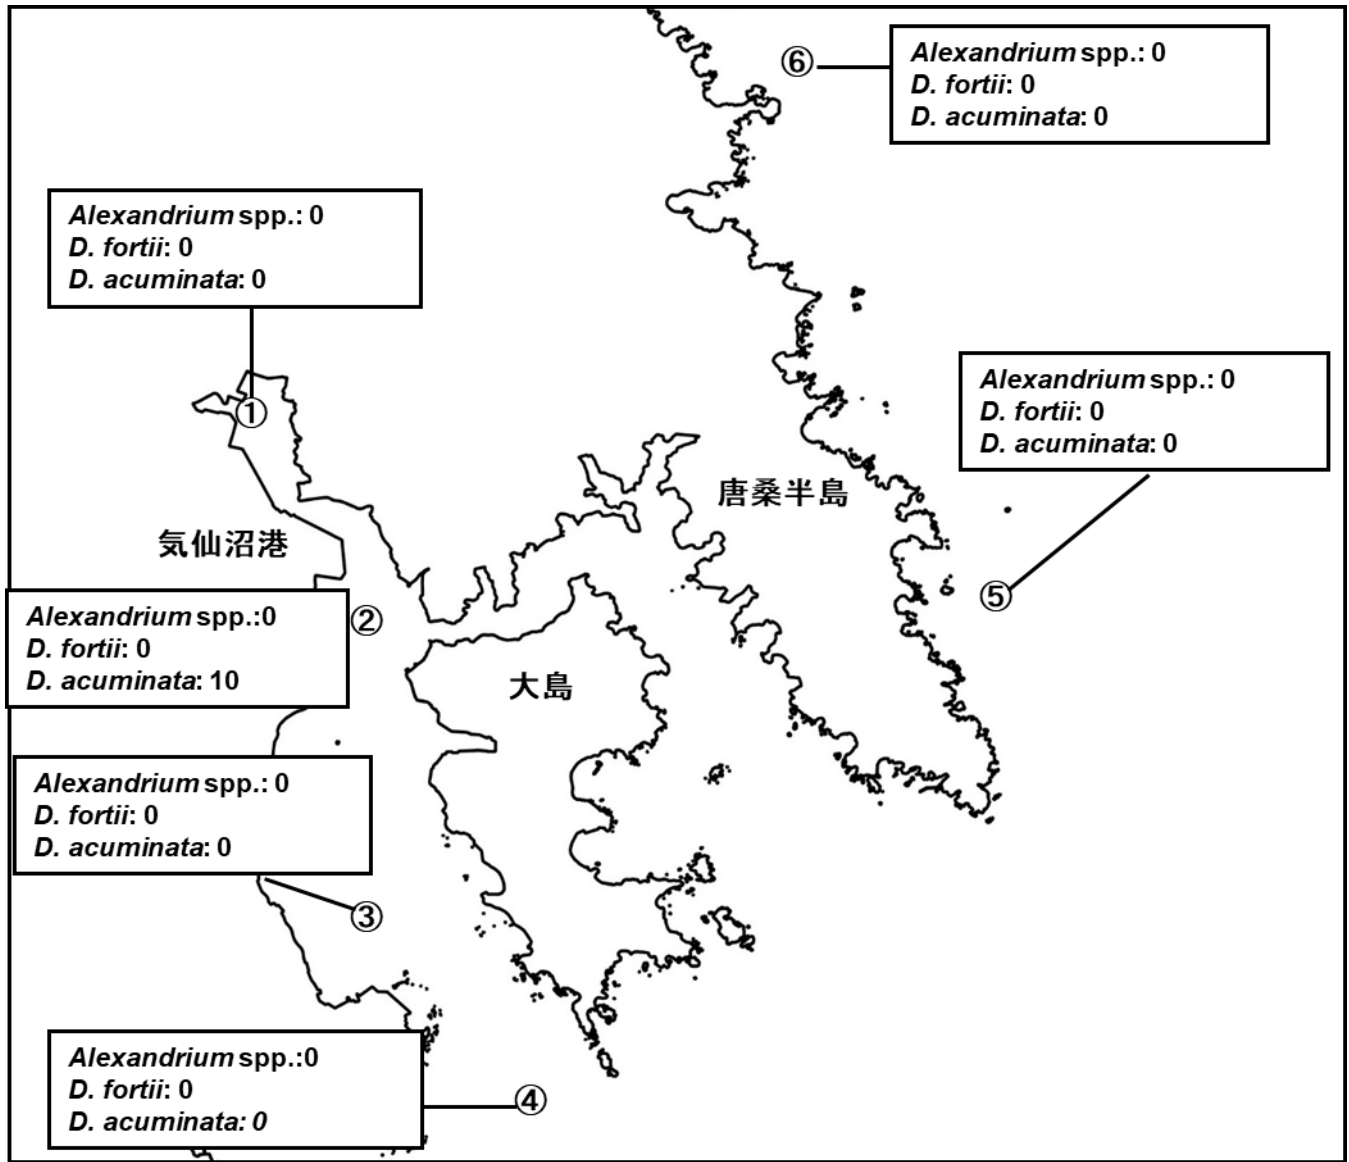 ⑥
Alexandrium spp.: 0
D. fortii: 0
D. acuminata: 0
Alexandrium spp.: 0
D. fortii: 0
D. acuminata: 0
①
Alexandrium spp.: 0
D. fortii: 0
D. acuminata: 0
⑤
唐桑半島
気仙沼港
Alexandrium spp.:0
D. fortii: 0
D. acuminata: 10
②
大島
Alexandrium spp.: 0
D. fortii: 0
D. acuminata: 0
③
Alexandrium spp.:0
D. fortii: 0
D. acuminata: 0
④